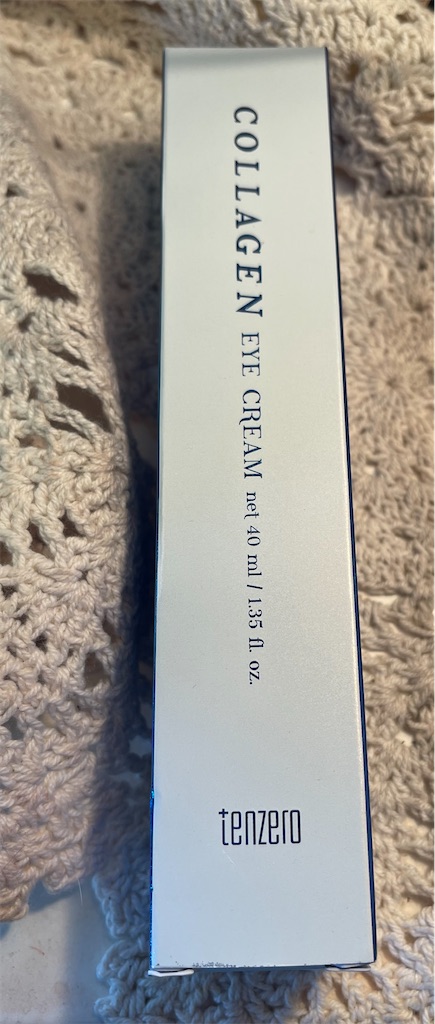 COLLAGEN EYE CREAM net 40 ml / 1.35 fl. oz.
tenzero